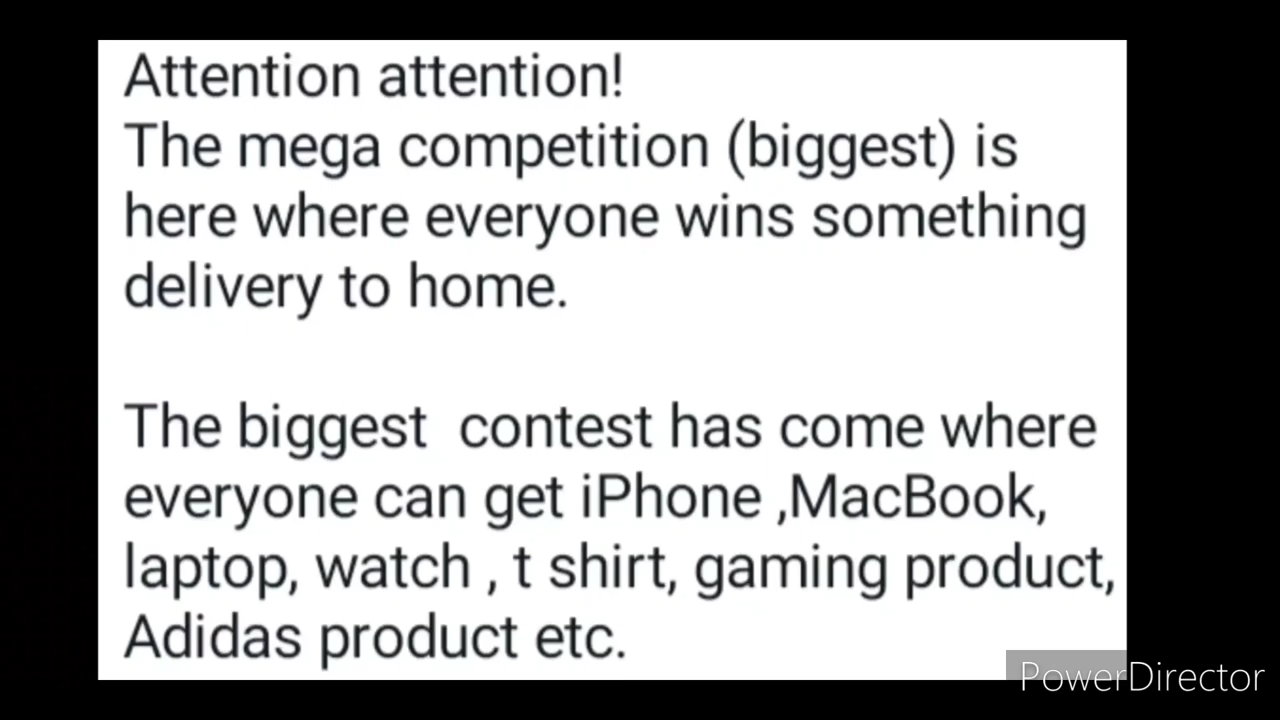 Attention attention!
The mega competition (biggest) is
here where everyone wins something
delivery to home.
The biggest  contest has come where
everyone can get iPhone ,MacBook,
laptop, watch , t shirt, gaming product,
Adidas product etc.
PowerDirector